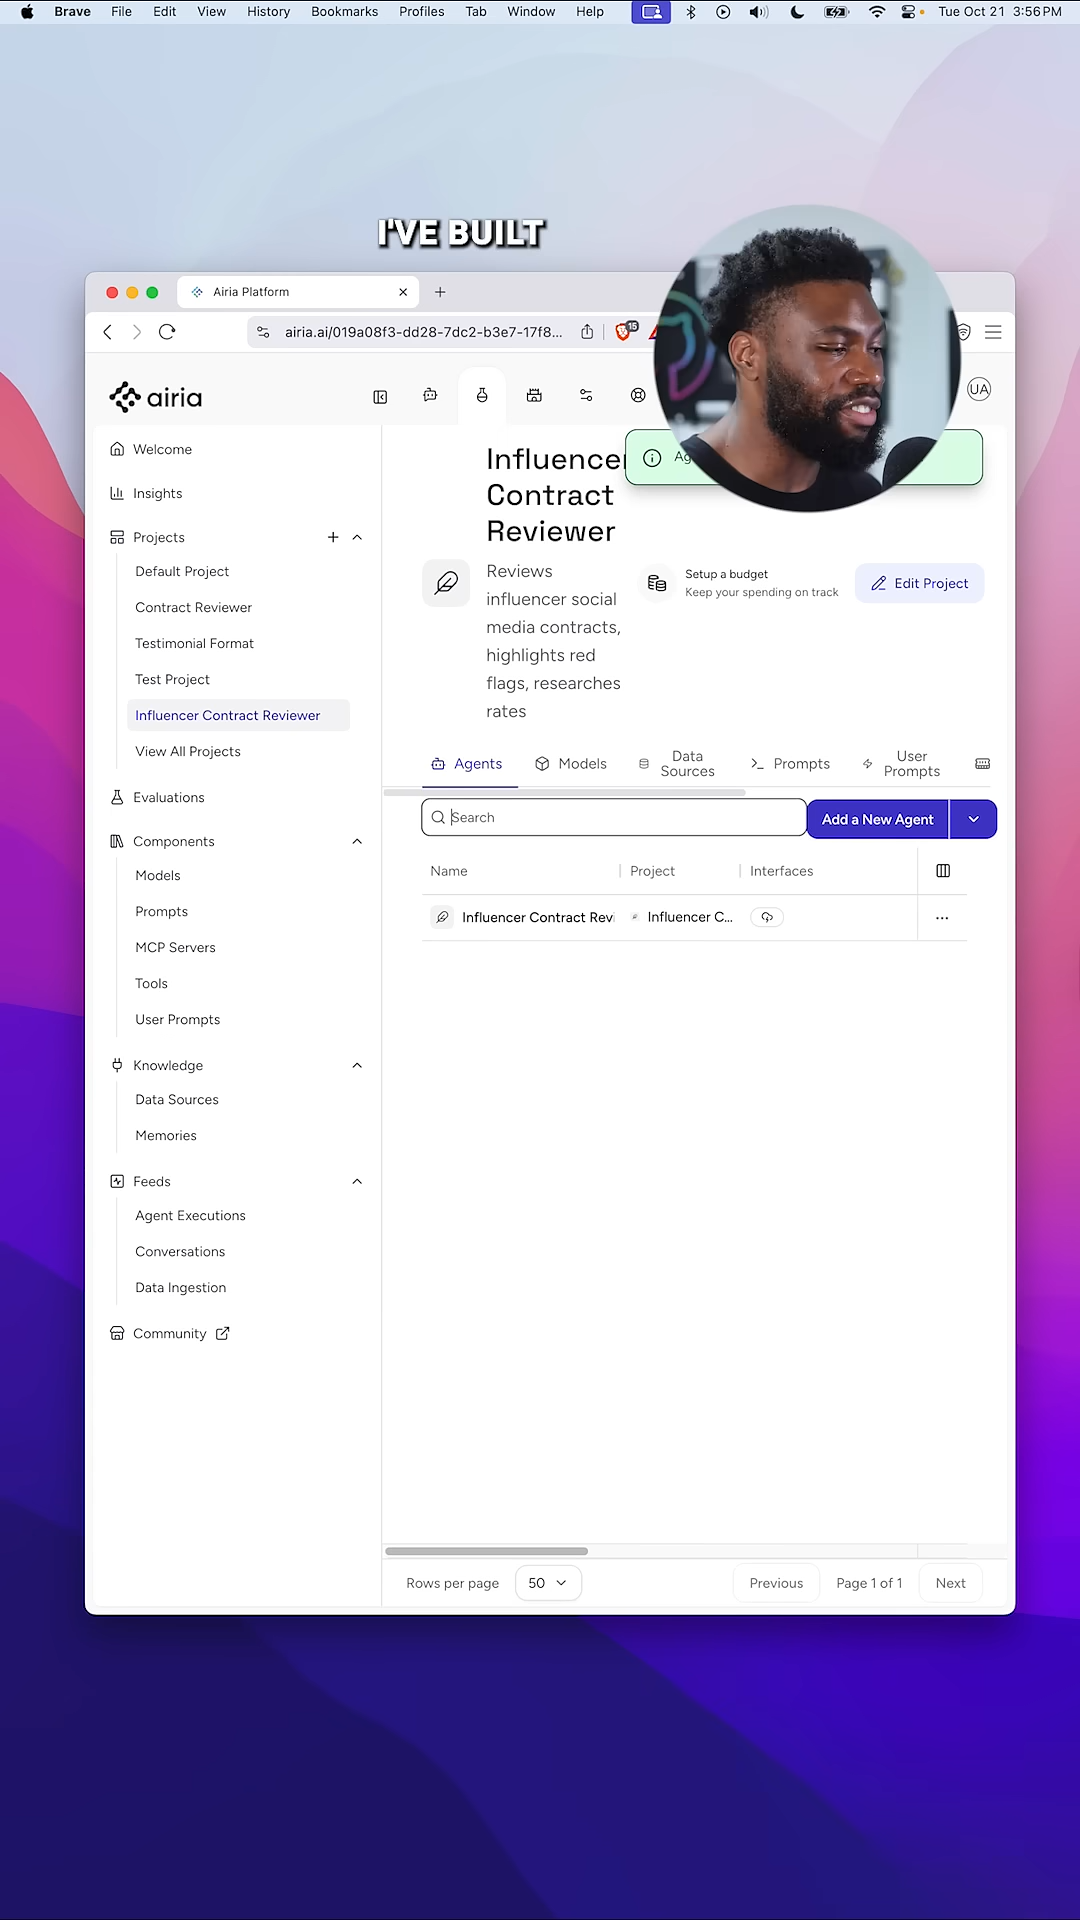 Brave File Edit View History Bookmarks Profiles Tab Window Help Tue Oct 21 3:56 PM
I'VE BUILT
Airia Platform
airia.ai/019a08f3-dd28-7dc2-b3e7-17f8...
15
airia
UA
Welcome
Insights
Projects
Default Project
Contract Reviewer
Testimonial Format
Test Project
Influencer Contract Reviewer
View All Projects
Evaluations
Components
Models
Prompts
MCP Servers
Tools
User Prompts
Knowledge
Data Sources
Memories
Feeds
Agent Executions
Conversations
Data Ingestion
Community
Influencer
Contract
Reviewer
Reviews
influencer social
media contracts,
highlights red
flags, researches
rates
Setup a budget
Keep your spending on track
Edit Project
Agents
Models
Data
Sources
Prompts
User
Prompts
Search
Add a New Agent
Name Project Interfaces
Influencer Contract Revi Influencer C...
Rows per page 50 Previous Page 1 of 1 Next